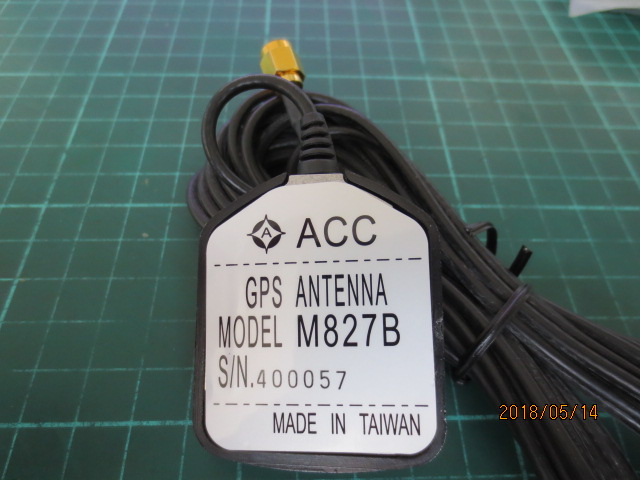 A ACC
GPS ANTENNA
MODEL M827B
S/N.400057
MADE IN TAIWAN
2018/05/14